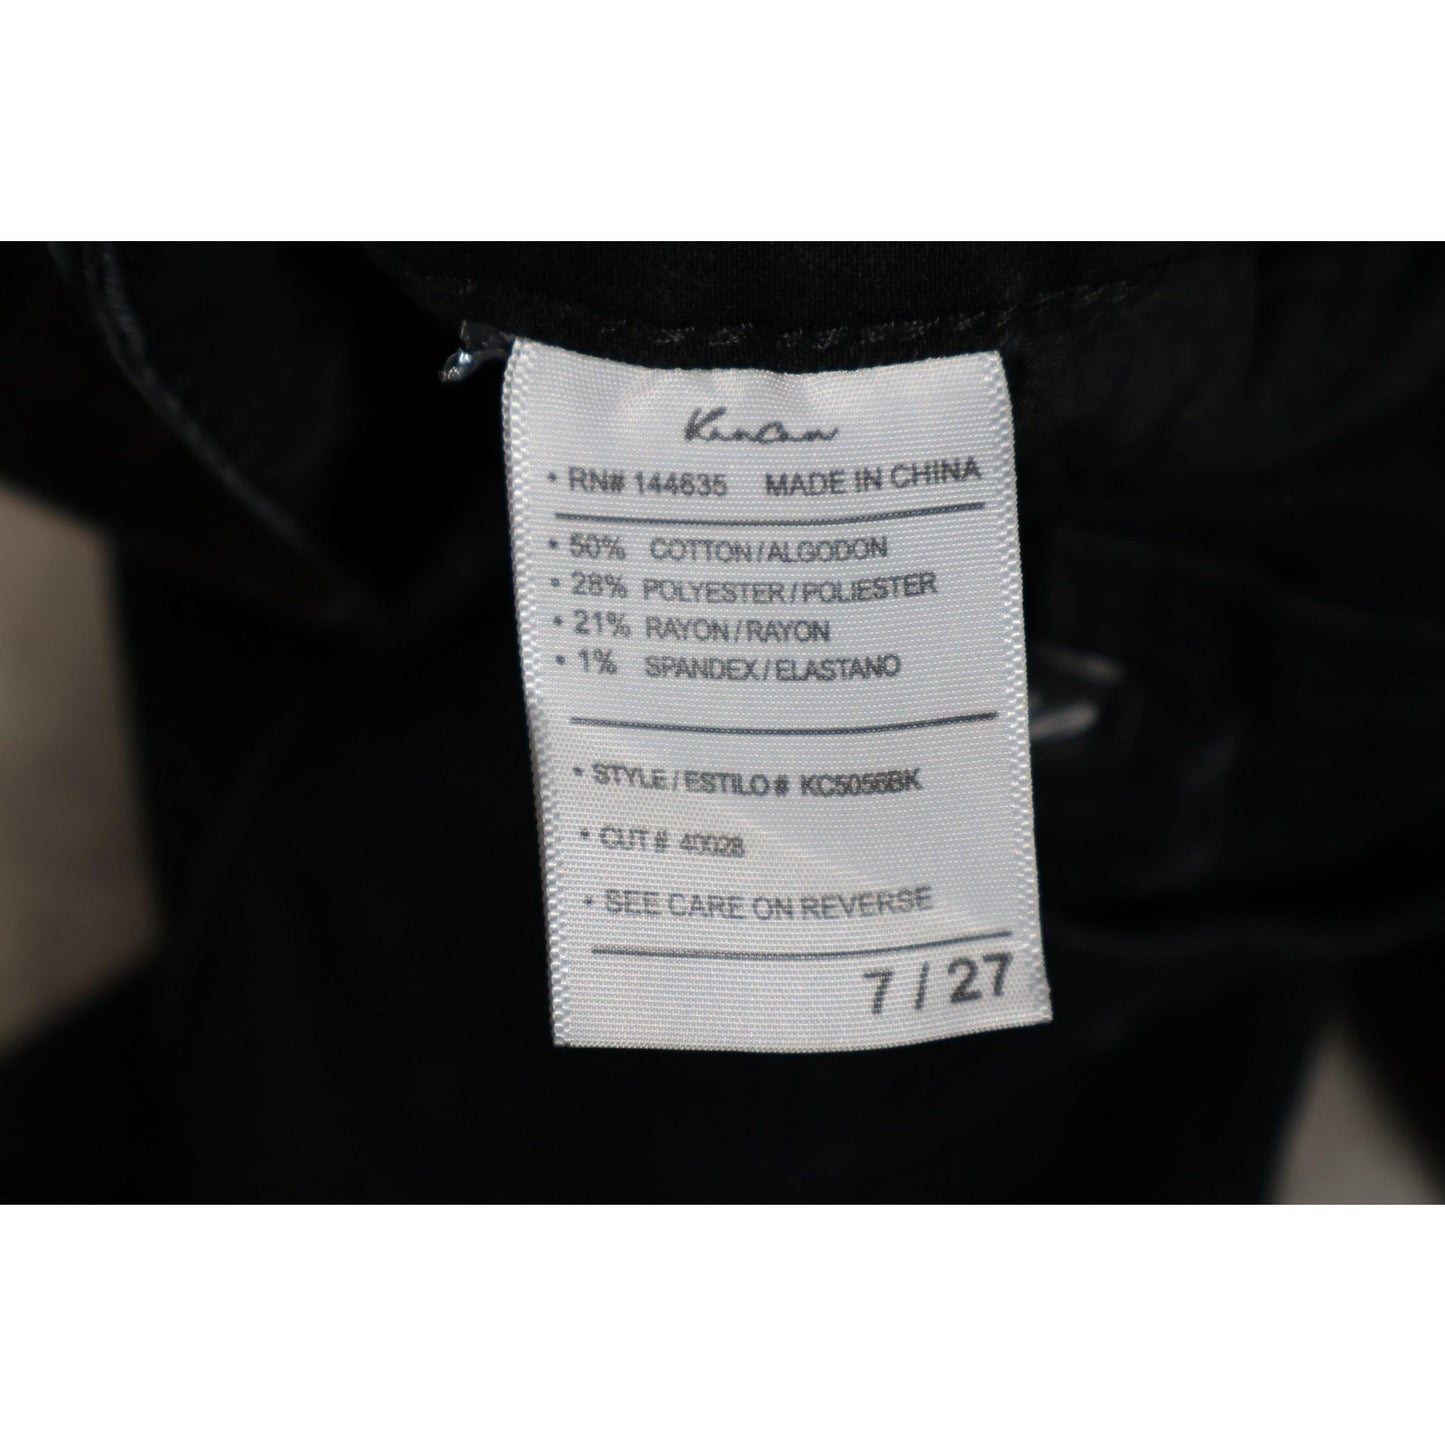 KanCan
• RN# 144635 MADE IN CHINA
• 50% COTTON / ALGODON
• 28% POLYESTER / POLIESTER
• 21% RAYON / RAYON
• 1% SPANDEX / ELASTANO
• STYLE / ESTILO # KC5056BK
• CUT # 40028
• SEE CARE ON REVERSE
7 / 27